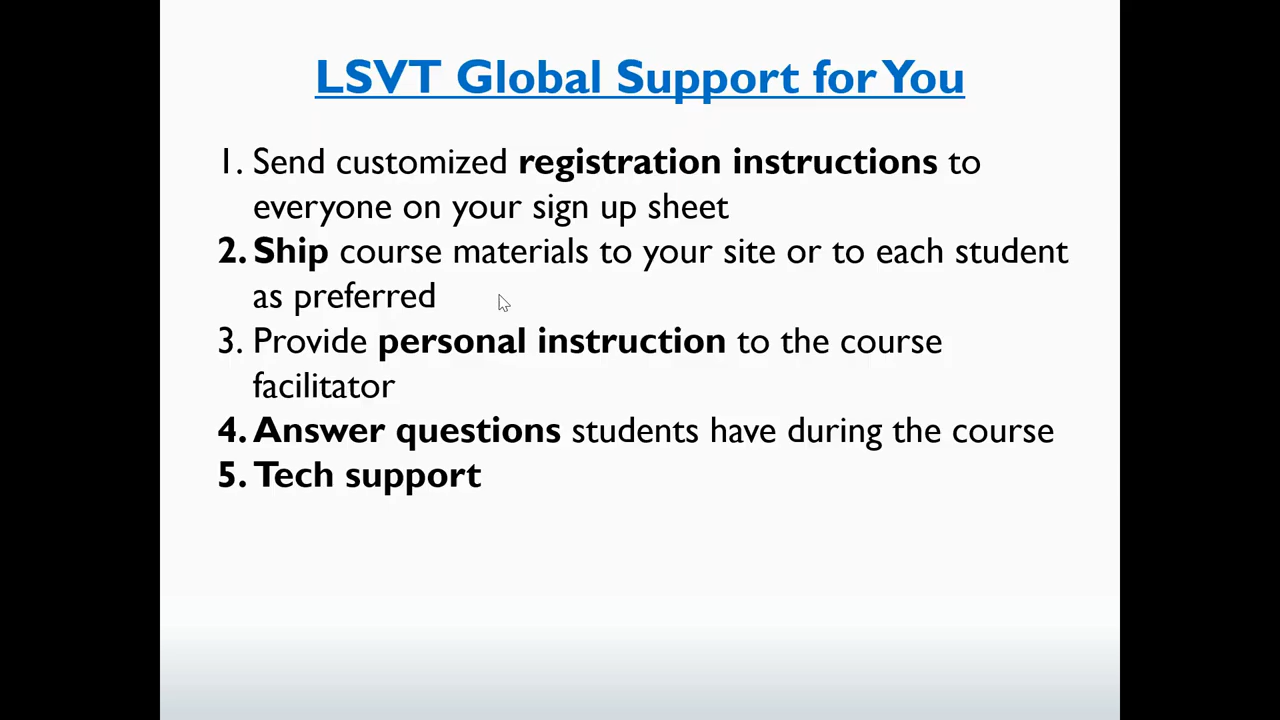 LSVT Global Support for You
1. Send customized registration instructions to
everyone on your sign up sheet
2. Ship course materials to your site or to each student
as preferred
3. Provide personal instruction to the course
facilitator
4. Answer questions students have during the course
5. Tech support